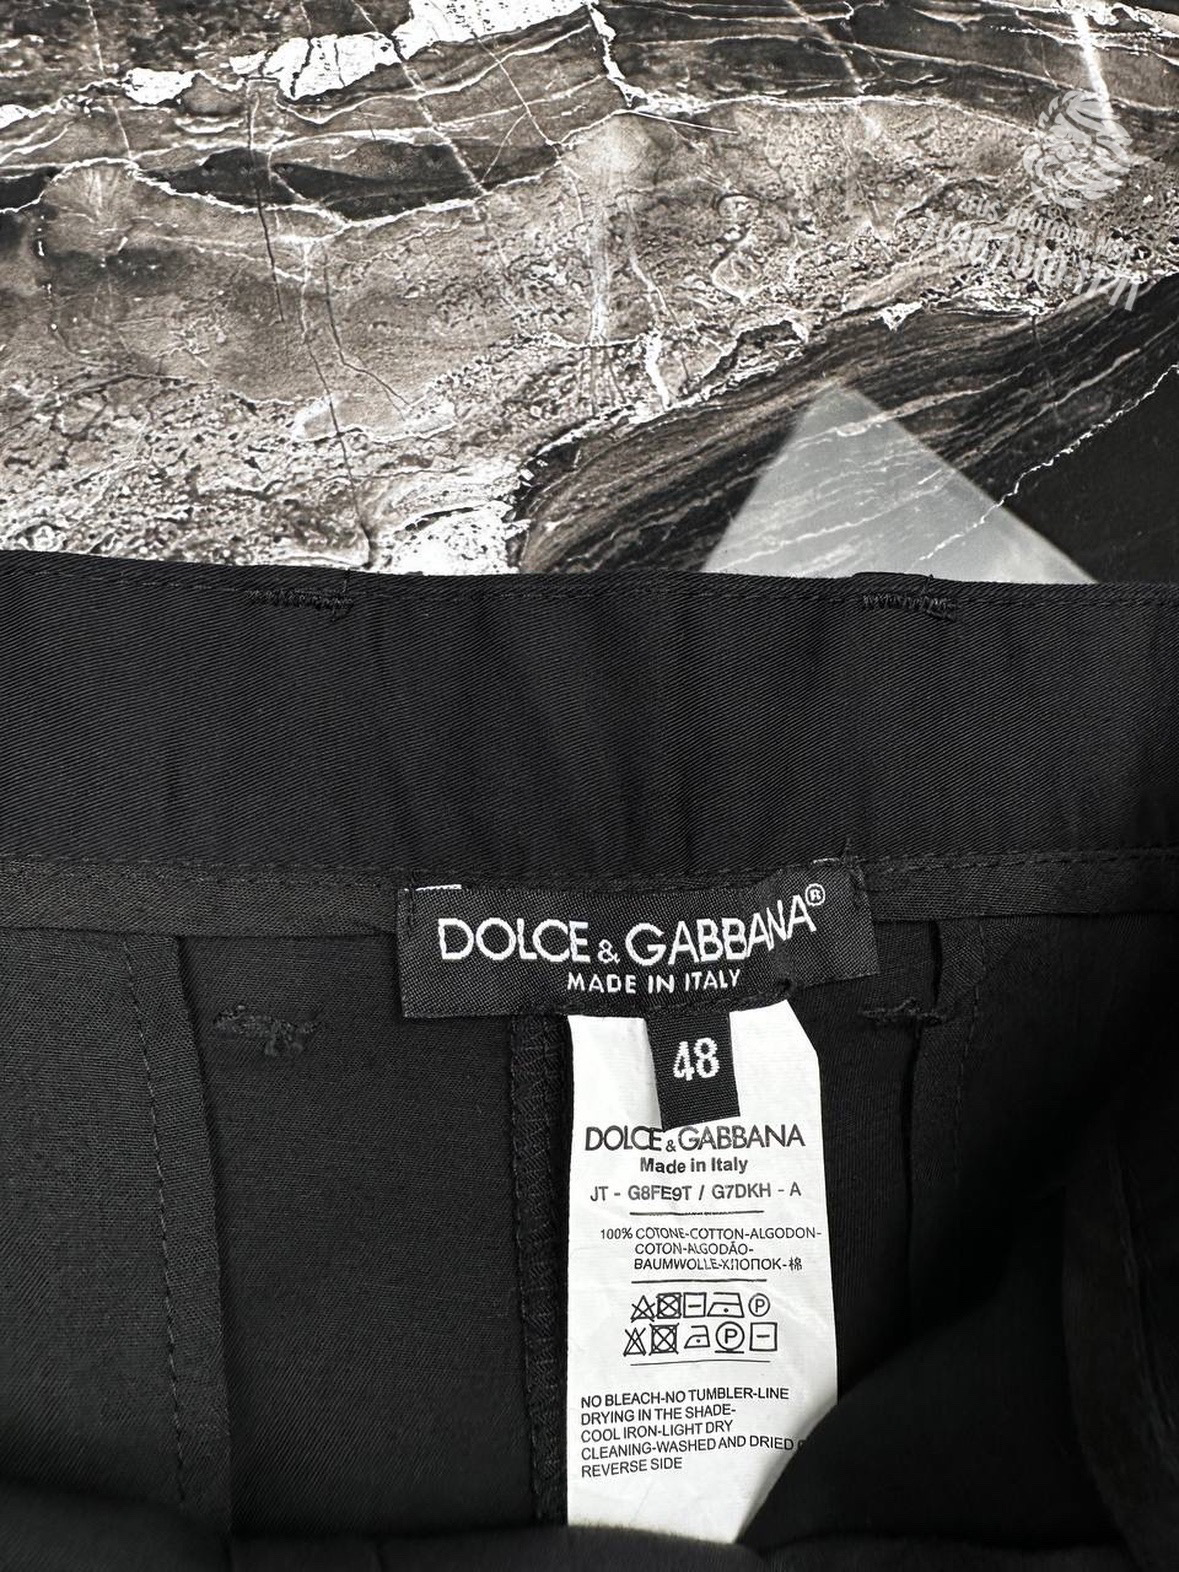 DOLCE & GABBANA®
MADE IN ITALY
48
DOLCE & GABBANA
Made in Italy
JT - G8FE9T / G7DKH - A
100% COTONE-COTTON-ALGODON-
COTON-ALGODÃO-
BAUMWOLLE-ХЛОПОК-棉
P
P
NO BLEACH-NO TUMBLER-LINE
DRYING IN THE SHADE-
COOL IRON-LIGHT DRY
CLEANING-WASHED AND DRIED
REVERSE SIDE